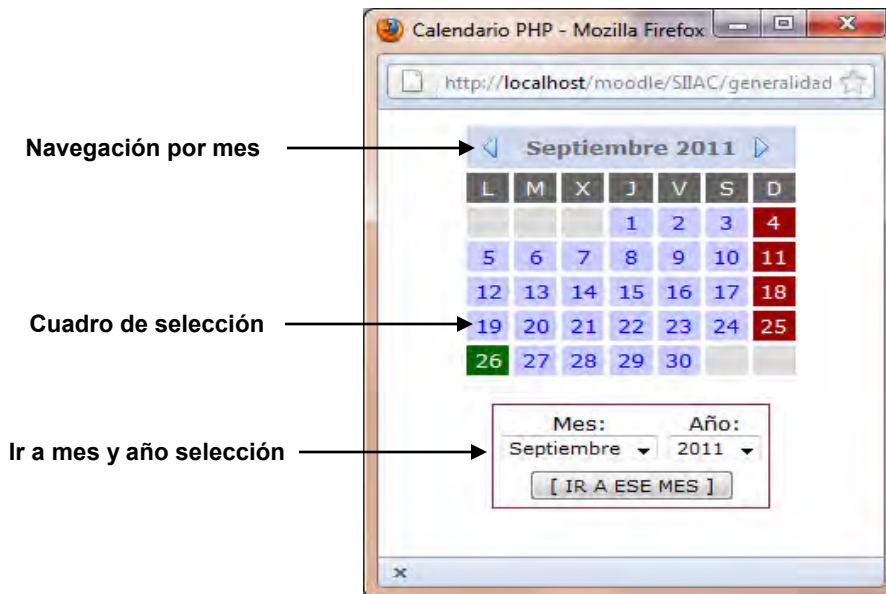 Calendario PHP - Mozilla Firefox
http://localhost/moodle/SIIAC/generalidad
Navegación por mes
Septiembre 2011
L M X J V S D
1 2 3 4
5 6 7 8 9 10 11
12 13 14 15 16 17 18
Cuadro de selección
19 20 21 22 23 24 25
26 27 28 29 30
Ir a mes y año selección
Mes: Año:
Septiembre 2011
[ IR A ESE MES ]
x